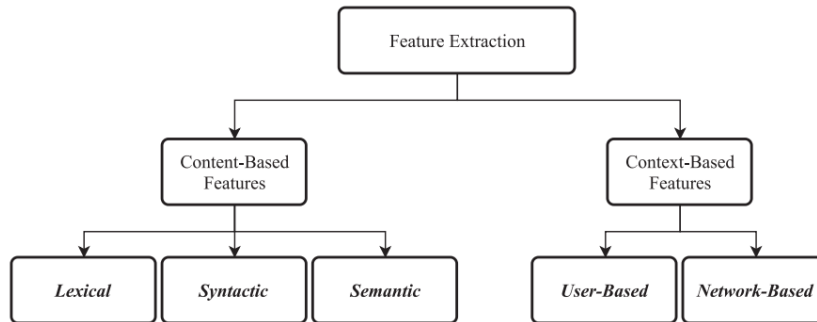 Feature Extraction
Content-Based
Features
Context-Based
Features
Lexical
Syntactic
Semantic
User-Based
Network-Based